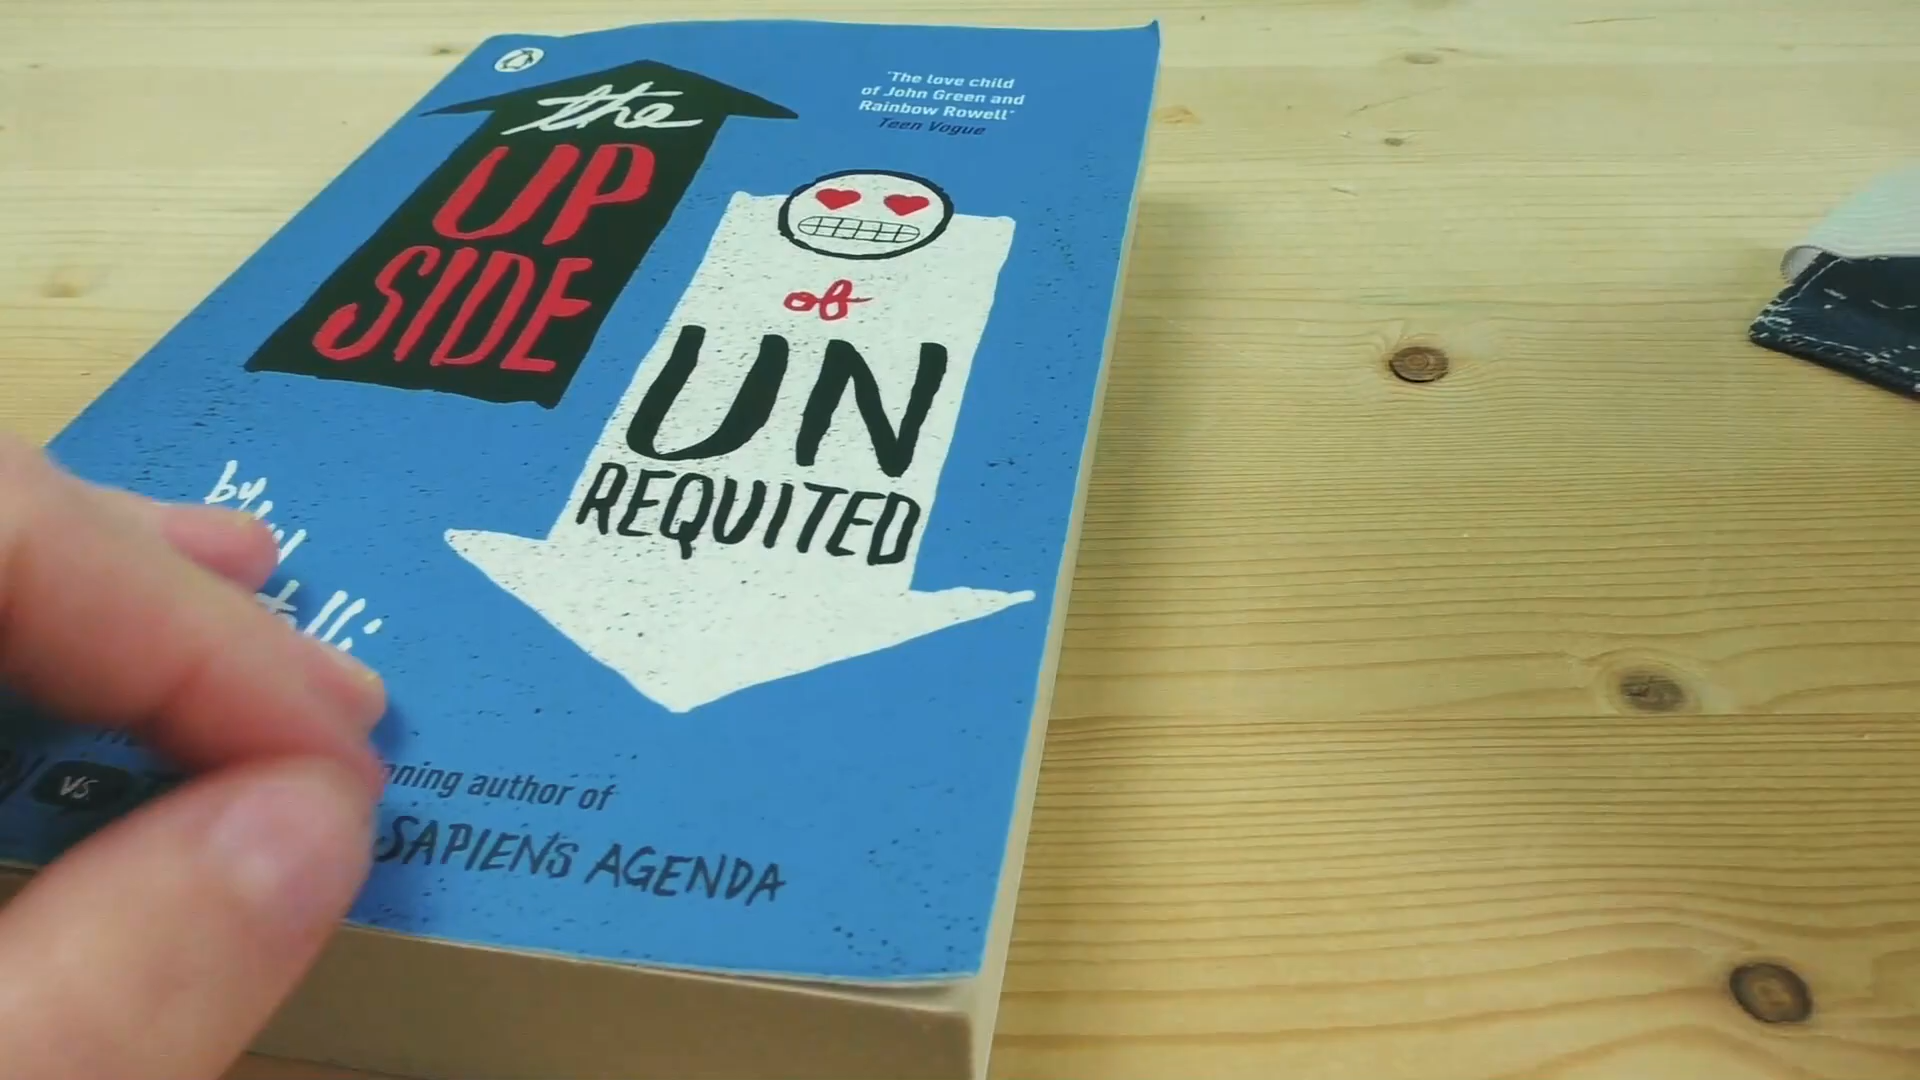 the
UP
SIDE
'The love child
of John Green and
Rainbow Rowell'
Teen Vogue
of
UN
REQUITED
by
vs.
author of
SAPIENS AGENDA